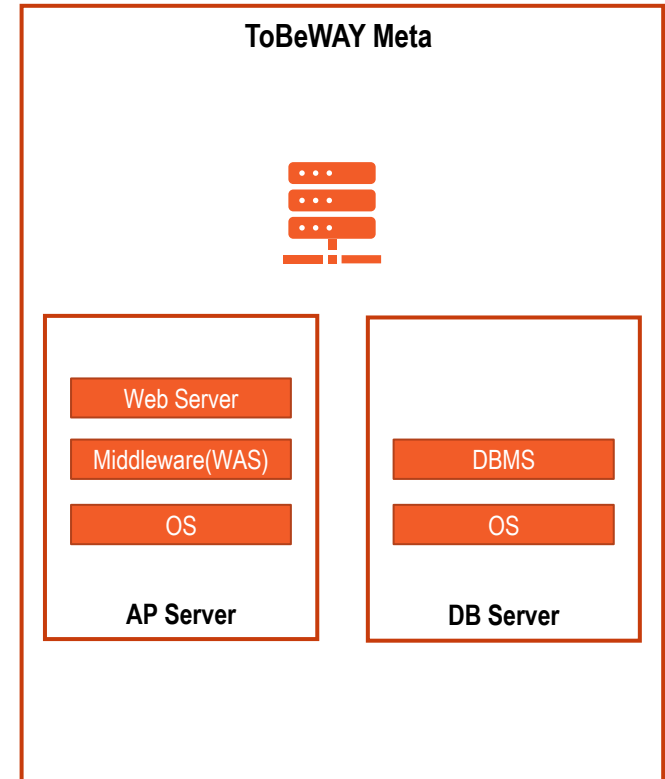 ToBeWAY Meta
Web Server
Middleware(WAS)
OS
AP Server
DBMS
OS
DB Server